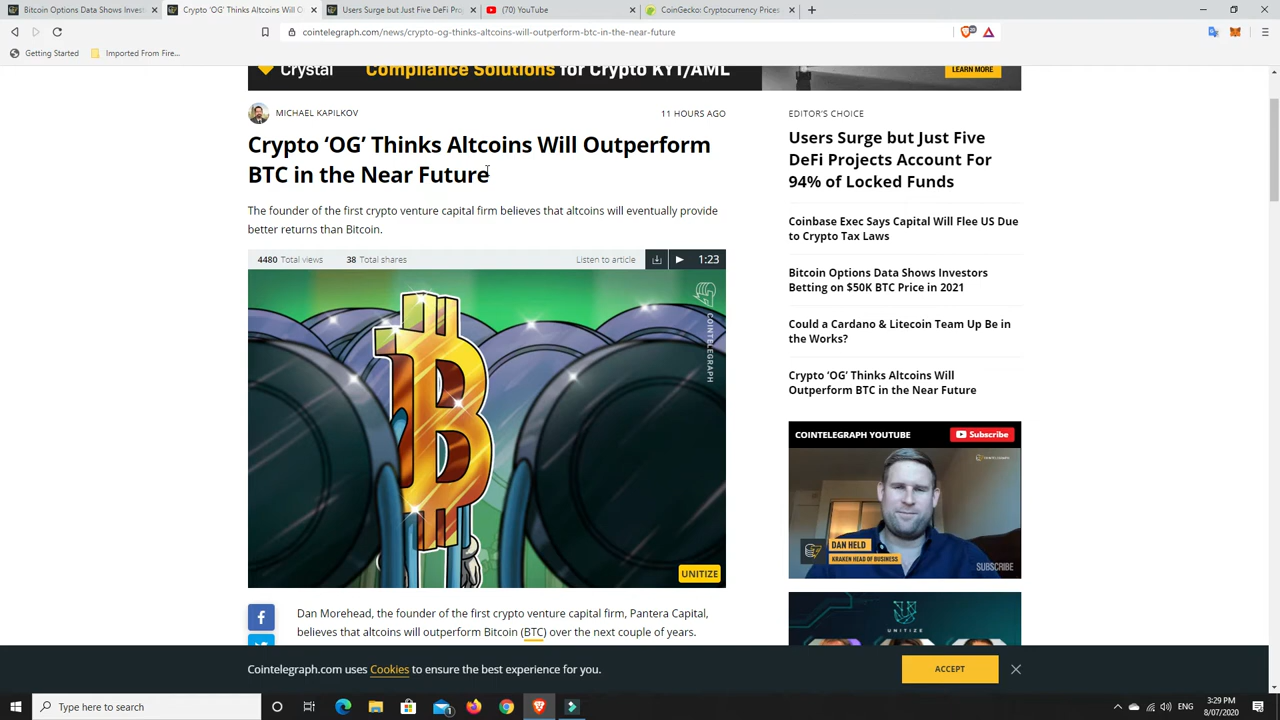 Bitcoin Options Data Shows Invest
Crypto 'OG' Thinks Altcoins Will O
Users Surge but Just Five DeFi Pro
(70) YouTube
CoinGecko: Cryptocurrency Prices
cointelegraph.com/news/crypto-og-thinks-altcoins-will-outperform-btc-in-the-near-future
Getting Started
Imported From Fire...
Crystal
Compliance Solutions for Crypto KYT/AML
LEARN MORE
MICHAEL KAPILKOV
11 HOURS AGO
Crypto ‘OG’ Thinks Altcoins Will Outperform
BTC in the Near Future
The founder of the first crypto venture capital firm believes that altcoins will eventually provide
better returns than Bitcoin.
4480 Total views
38 Total shares
Listen to article
1:23
COINTELEGRAPH
UNITIZE
Dan Morehead, the founder of the first crypto venture capital firm, Pantera Capital,
believes that altcoins will outperform Bitcoin (BTC) over the next couple of years.
EDITOR’S CHOICE
Users Surge but Just Five
DeFi Projects Account For
94% of Locked Funds
Coinbase Exec Says Capital Will Flee US Due
to Crypto Tax Laws
Bitcoin Options Data Shows Investors
Betting on $50K BTC Price in 2021
Could a Cardano & Litecoin Team Up Be in
the Works?
Crypto ‘OG’ Thinks Altcoins Will
Outperform BTC in the Near Future
COINTELEGRAPH YOUTUBE
Subscribe
DAN HELD
KRAKEN HEAD OF BUSINESS
SUBSCRIBE
UNITIZE
Cointelegraph.com uses Cookies to ensure the best experience for you.
ACCEPT
Type here to search
ENG
3:29 PM
8/07/2020